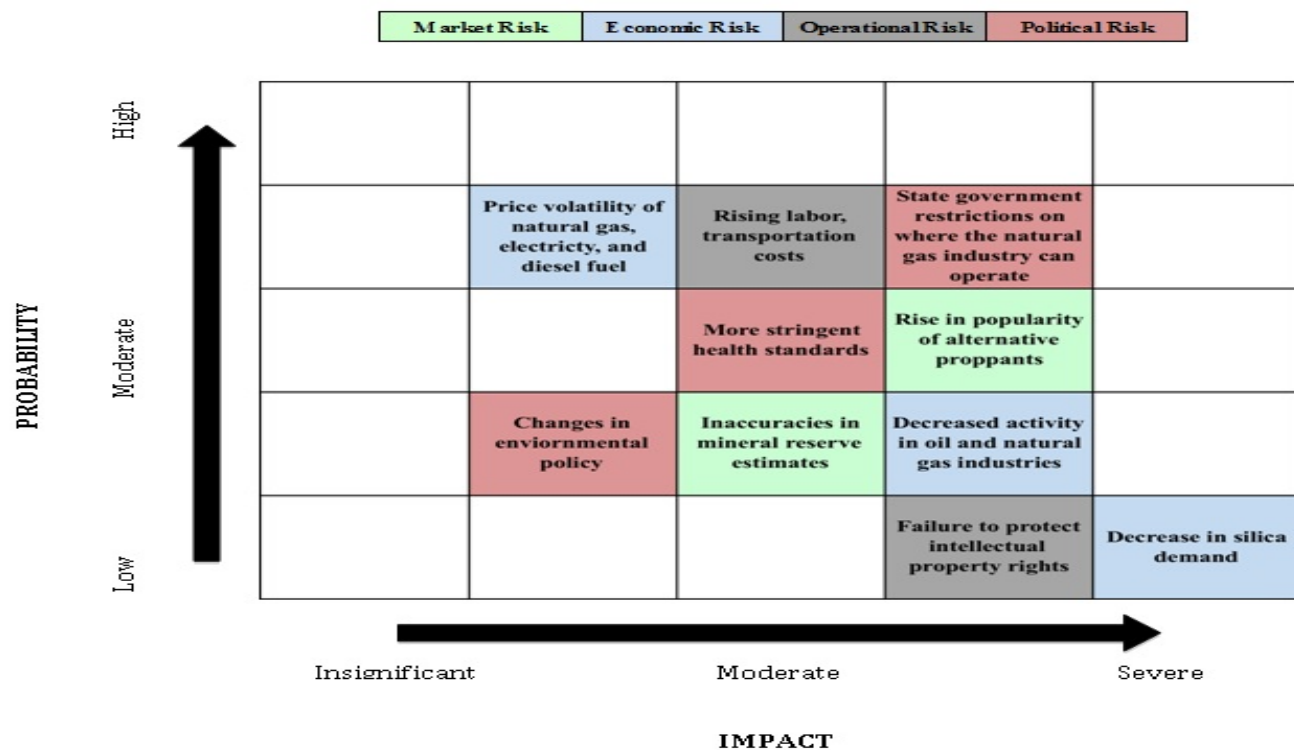 Market Risk Economic Risk Operational Risk Political Risk
High
Price volatility of
natural gas,
electricty, and
diesel fuel
Rising labor,
transportation
costs
State government
restrictions on
where the natural
gas industry can
operate
PROBABILITY
Moderate
More stringent
health standards
Rise in popularity
of alternative
proppants
Changes in
enviornmental
policy
Inaccuracies in
mineral reserve
estimates
Decreased activity
in oil and natural
gas industries
Low
Failure to protect
intellectual
property rights
Decrease in silica
demand
Insignificant Moderate Severe
IMPACT